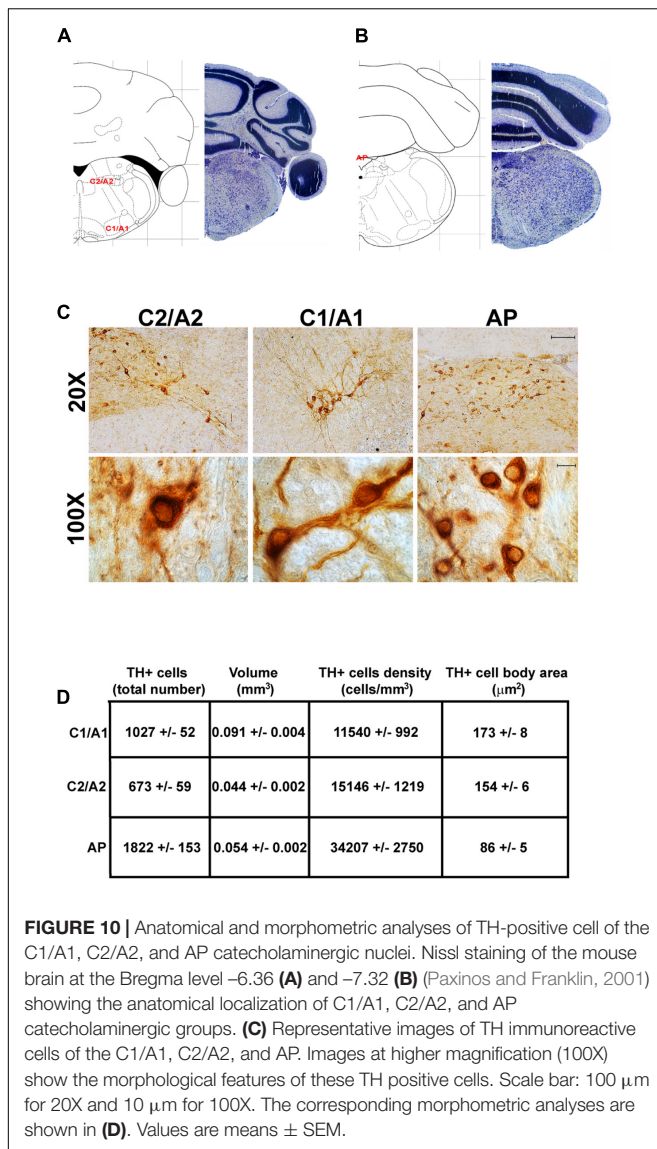 A
B
C2/A2
C1/A1
AP
C
C2/A2 C1/A1 AP
20X
100X
D
TH+ cells (total number) Volume (mm³) TH+ cells density (cells/mm³) TH+ cell body area (μm²)
C1/A1 1027 +/- 52 0.091 +/- 0.004 11540 +/- 992 173 +/- 8
C2/A2 673 +/- 59 0.044 +/- 0.002 15146 +/- 1219 154 +/- 6
AP 1822 +/- 153 0.054 +/- 0.002 34207 +/- 2750 86 +/- 5
FIGURE 10 | Anatomical and morphometric analyses of TH-positive cell of the
C1/A1, C2/A2, and AP catecholaminergic nuclei. Nissl staining of the mouse
brain at the Bregma level –6.36 (A) and –7.32 (B) (Paxinos and Franklin, 2001)
showing the anatomical localization of C1/A1, C2/A2, and AP
catecholaminergic groups. (C) Representative images of TH immunoreactive
cells of the C1/A1, C2/A2, and AP. Images at higher magnification (100X)
show the morphological features of these TH positive cells. Scale bar: 100 μm
for 20X and 10 μm for 100X. The corresponding morphometric analyses are
shown in (D). Values are means ± SEM.